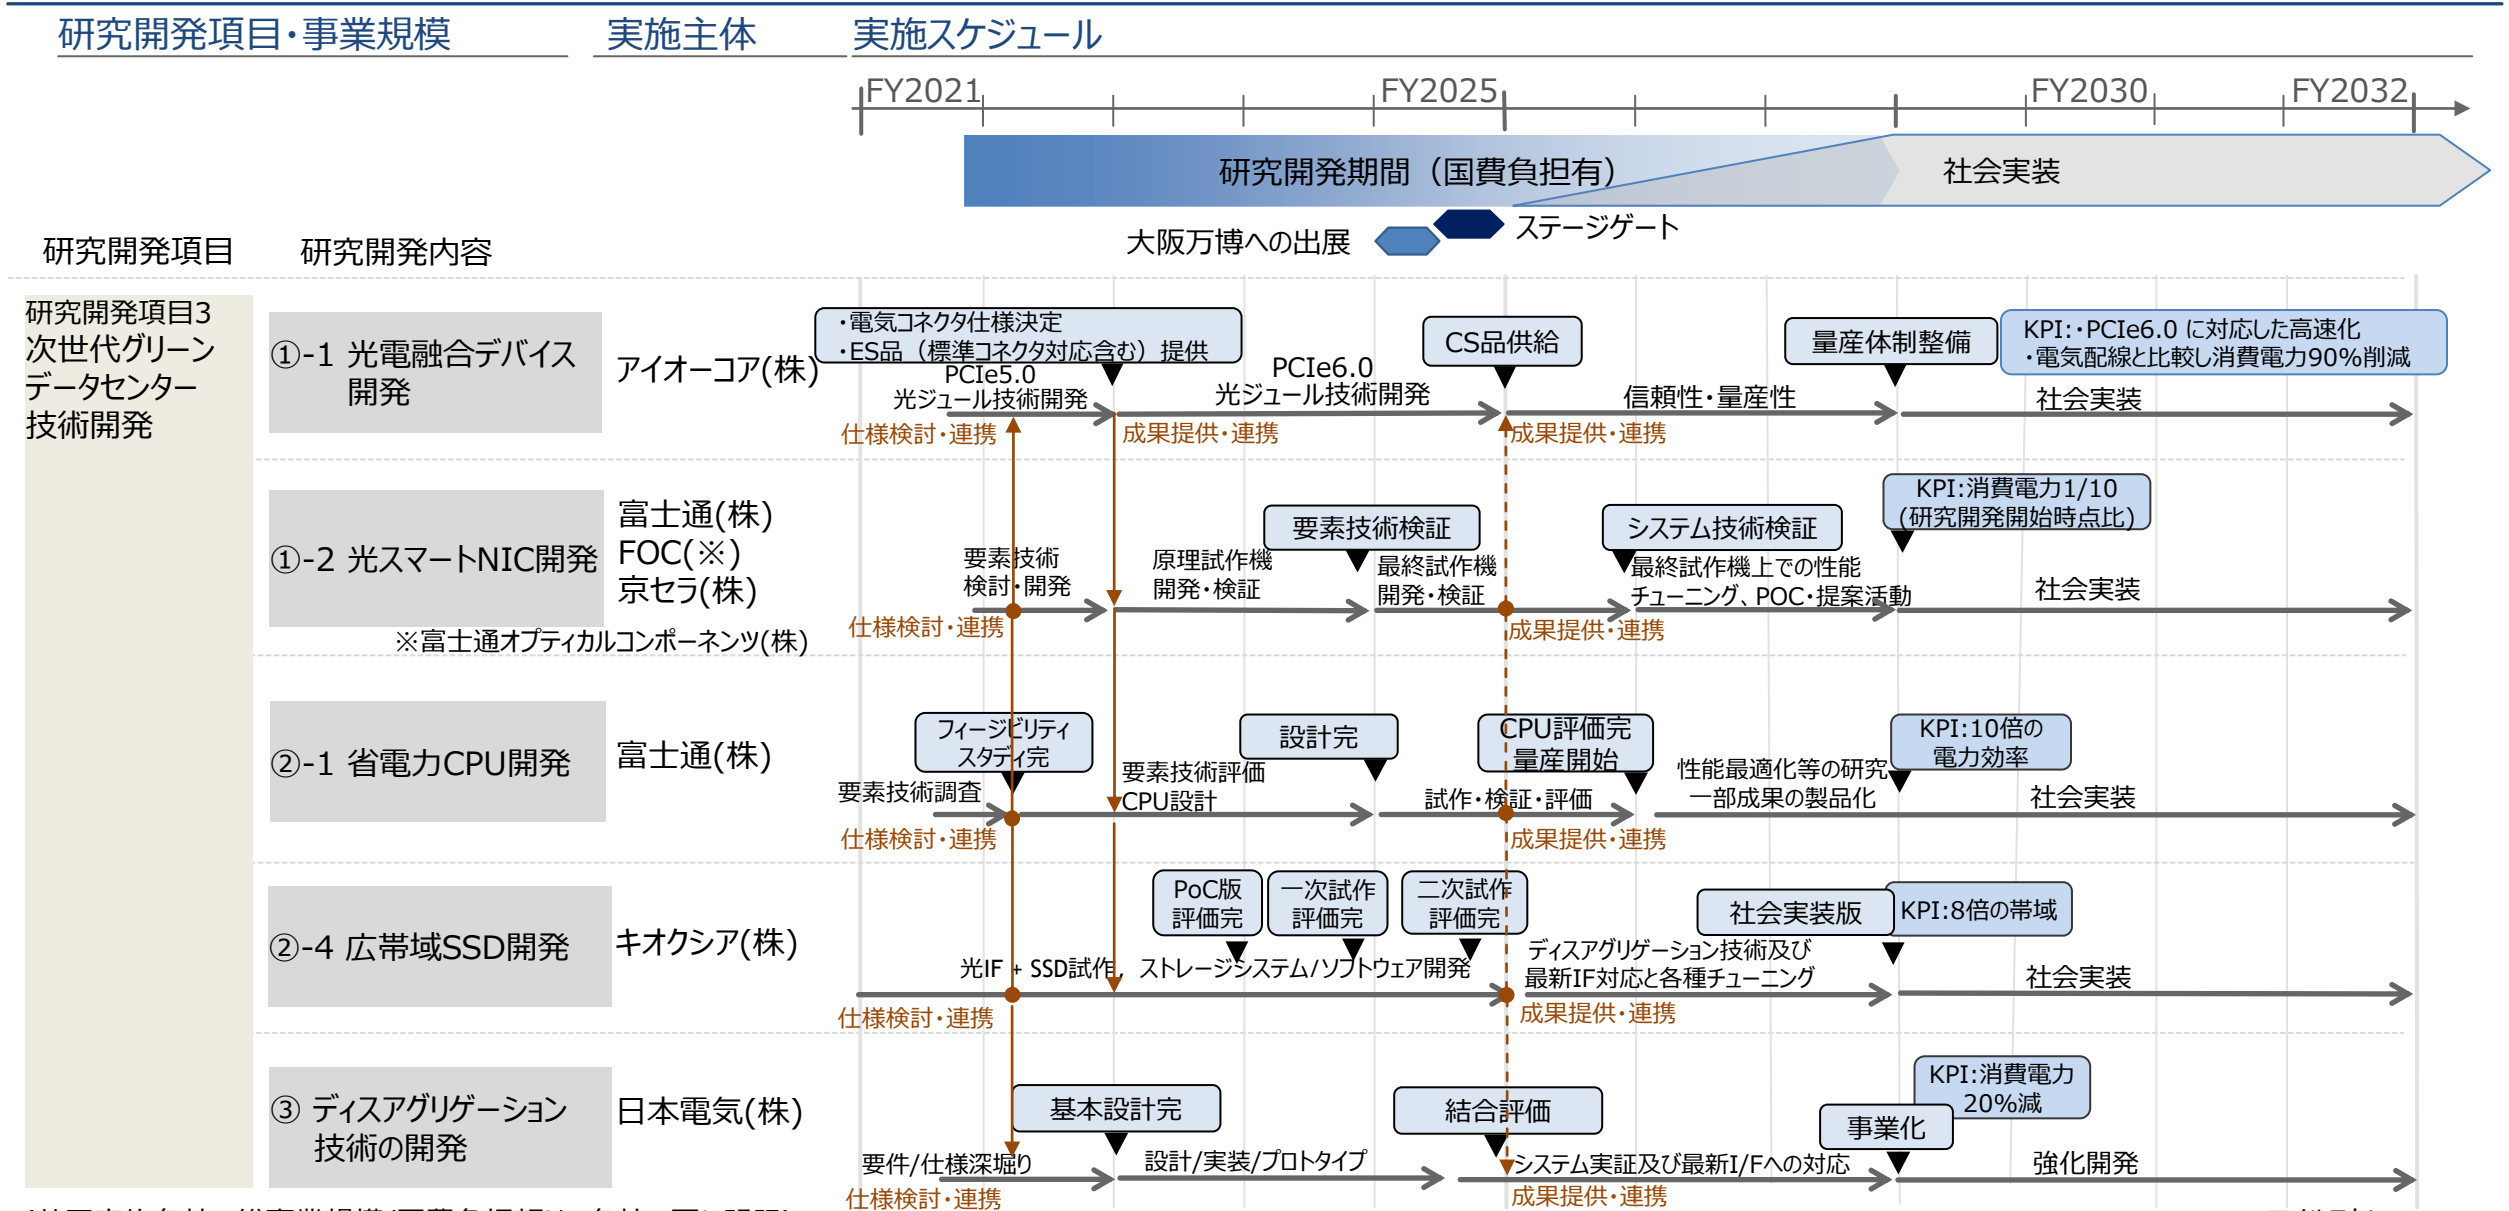 研究開発項目・事業規模
実施主体
実施スケジュール
FY2021
FY2025
FY2030
FY2032
研究開発期間（国費負担有）
社会実装
大阪万博への出展
ステージゲート
研究開発項目
研究開発内容
研究開発項目3
次世代グリーン
データセンター
技術開発
①-1 光電融合デバイス
開発
アイオーコア(株)
・電気コネクタ仕様決定
・ES品（標準コネクタ対応含む）提供
CS品供給
量産体制整備
KPI:・PCIe6.0 に対応した高速化
・電気配線と比較し消費電力90%削減
PCIe5.0
光ジュール技術開発
PCIe6.0
光ジュール技術開発
信頼性・量産性
社会実装
仕様検討・連携
成果提供・連携
成果提供・連携
①-2 光スマートNIC開発
富士通(株)
FOC(※)
京セラ(株)
※富士通オプティカルコンポーネンツ(株)
要素技術検証
システム技術検証
KPI:消費電力1/10
(研究開発開始時点比)
要素技術
検討・開発
原理試作機
開発・検証
最終試作機
開発・検証
最終試作機上での性能
チューニング、POC・提案活動
社会実装
仕様検討・連携
成果提供・連携
②-1 省電力CPU開発
富士通(株)
フィージビリティ
スタディ完
設計完
CPU評価完
量産開始
KPI:10倍の
電力効率
要素技術調査
要素技術評価
CPU設計
試作・検証・評価
性能最適化等の研究
一部成果の製品化
社会実装
仕様検討・連携
成果提供・連携
②-4 広帯域SSD開発
キオクシア(株)
PoC版
評価完
一次試作
評価完
二次試作
評価完
社会実装版
KPI:8倍の帯域
光IF + SSD試作，ストレージシステム/ソフトウェア開発
ディスアグリゲーション技術及び
最新IF対応と各種チューニング
社会実装
仕様検討・連携
成果提供・連携
③ ディスアグリゲーション
技術の開発
日本電気(株)
基本設計完
結合評価
事業化
KPI:消費電力
20%減
要件/仕様深堀り
設計/実装/プロトタイプ
システム実証及び最新I/Fへの対応
強化開発
仕様検討・連携
成果提供・連携